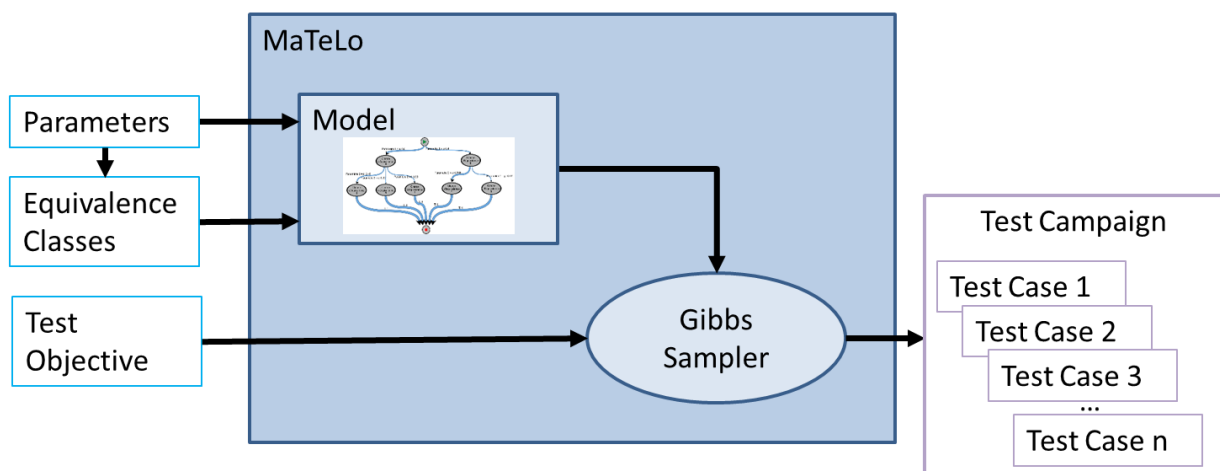 MaTeLo
Parameters
Model
Equivalence
Classes
Test Campaign
Test Case 1
Test
Objective
Gibbs
Sampler
Test Case 2
Test Case 3
...
Test Case n